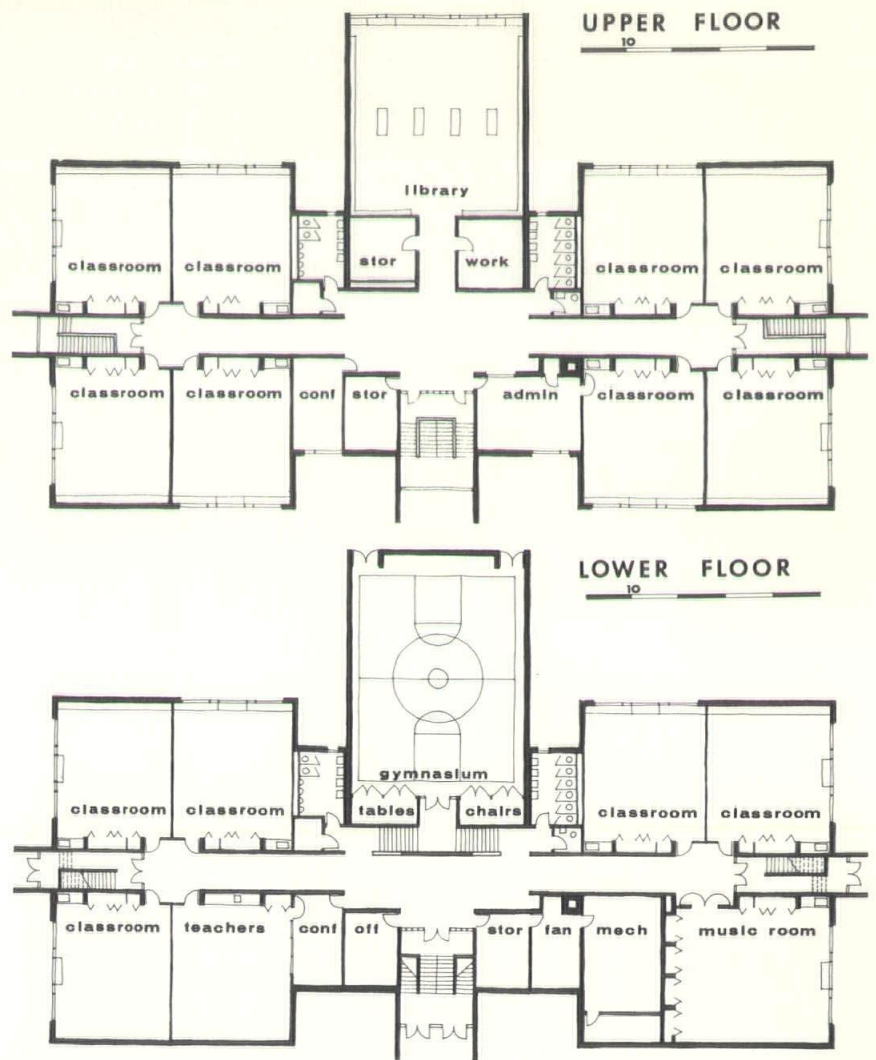 UPPER FLOOR
10
library
classroom classroom stor work classroom classroom
classroom classroom conf stor admin classroom classroom
LOWER FLOOR
10
gymnasium
classroom classroom tables chairs classroom classroom
classroom teachers conf off stor fan mech music room